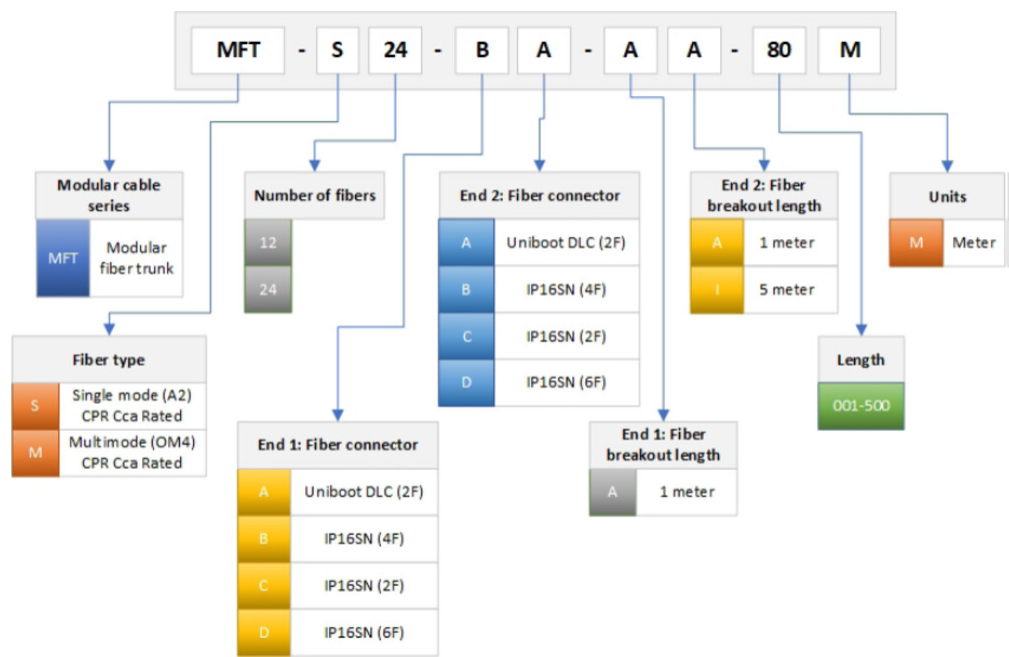 MFT - S 24 - B A - A A - 80 M
Modular cable
series
MFT
Modular
fiber trunk
Fiber type
S
Single mode (A2)
CPR Cca Rated
M
Multimode (OM4)
CPR Cca Rated
Number of fibers
12
24
End 1: Fiber connector
A Uniboot DLC (2F)
B IP16SN (4F)
C IP16SN (2F)
D IP16SN (6F)
End 2: Fiber connector
A Uniboot DLC (2F)
B IP16SN (4F)
C IP16SN (2F)
D IP16SN (6F)
End 1: Fiber
breakout length
A 1 meter
End 2: Fiber
breakout length
A 1 meter
I 5 meter
Length
001-500
Units
M Meter